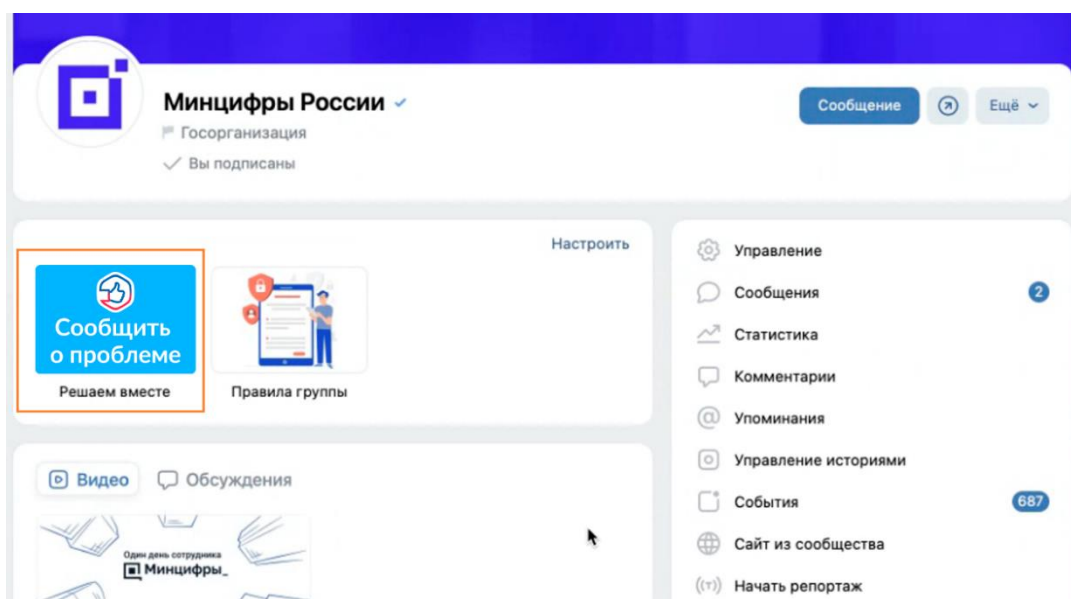 Минцифры России
Госорганизация
Вы подписаны
Сообщение
Ещё
Настроить
Сообщить
о проблеме
Решаем вместе
Правила группы
Видео
Обсуждения
Один день сотрудника
Минцифры_
Управление
Сообщения 2
Статистика
Комментарии
Упоминания
Управление историями
События 687
Сайт из сообщества
Начать репортаж